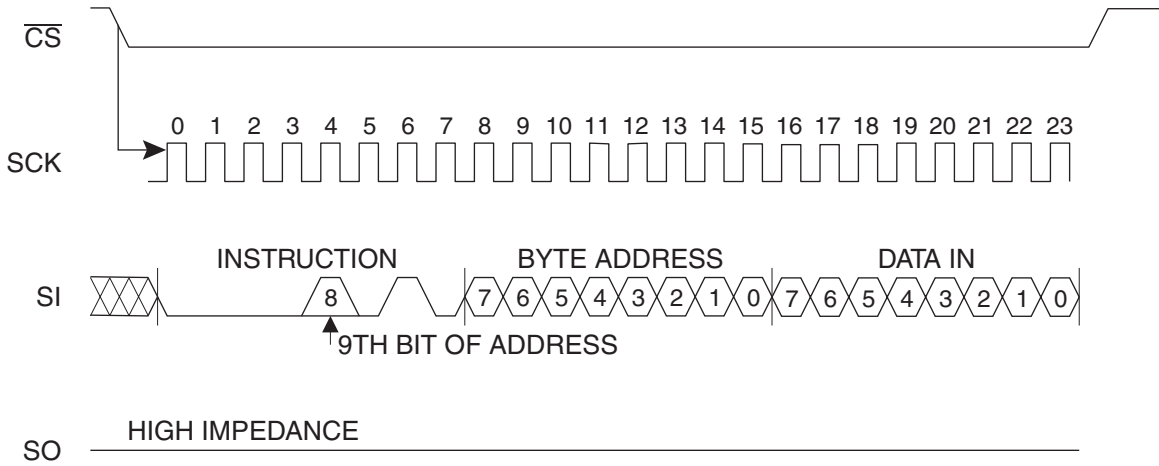 CS
0 1 2 3 4 5 6 7 8 9 10 11 12 13 14 15 16 17 18 19 20 21 22 23
SCK
INSTRUCTION BYTE ADDRESS DATA IN
SI 8 7 6 5 4 3 2 1 0 7 6 5 4 3 2 1 0
9TH BIT OF ADDRESS
HIGH IMPEDANCE
SO